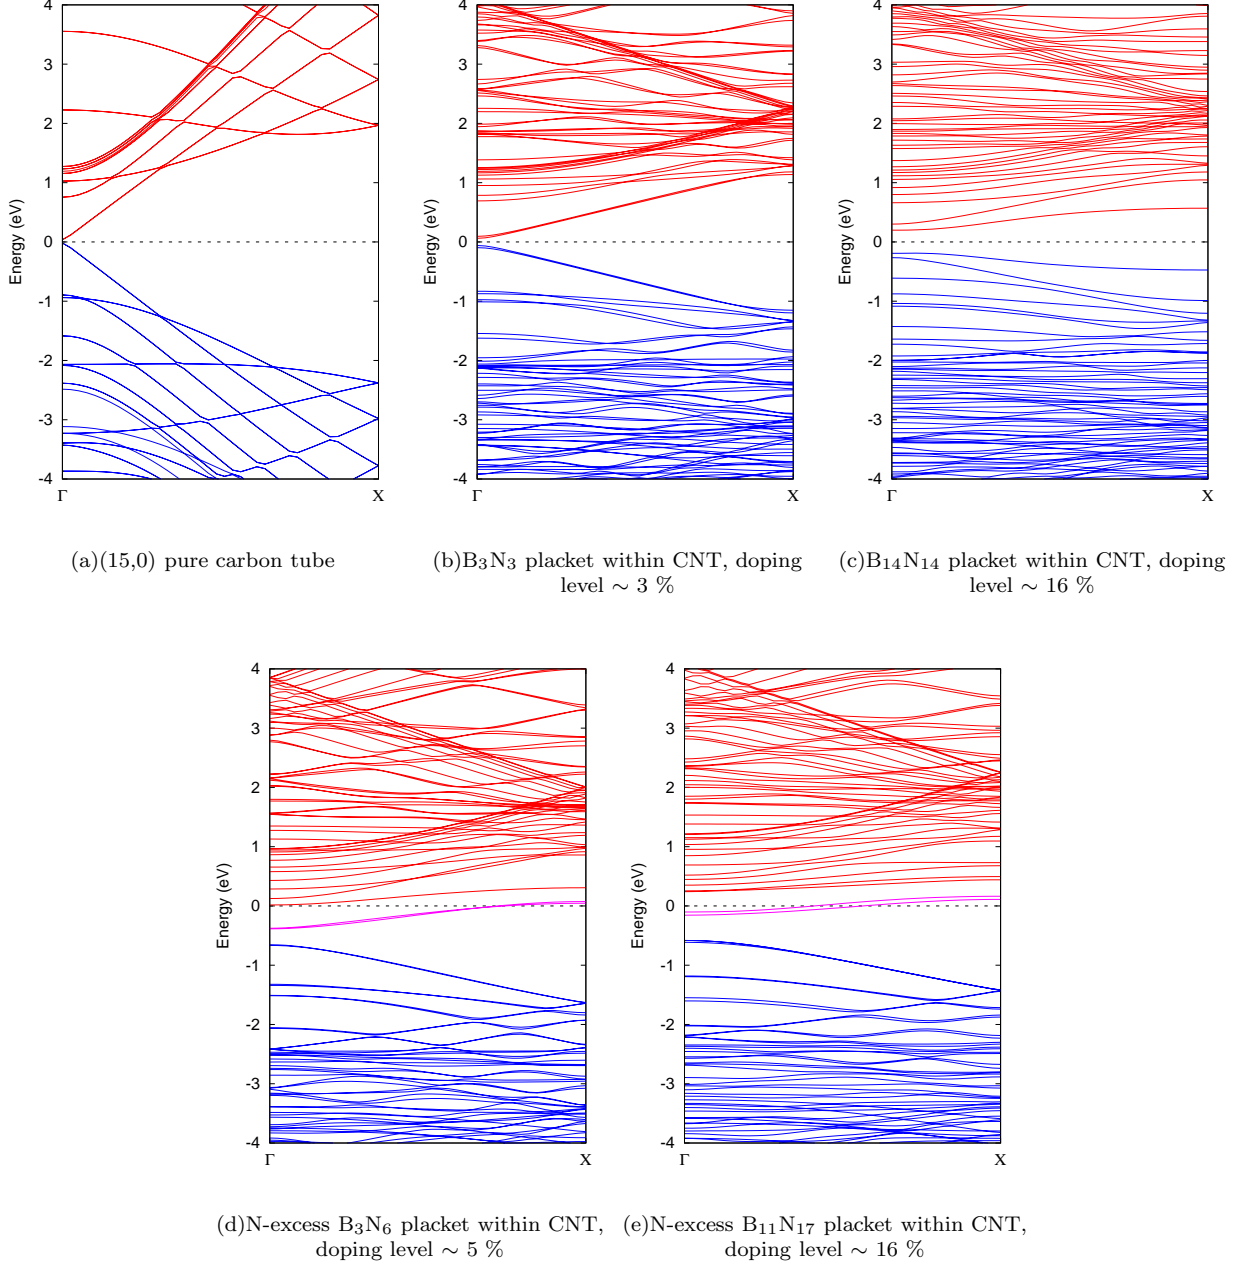 4
3
2
1
0
-1
-2
-3
-4
Energy (eV)
Γ
X
(a)(15,0) pure carbon tube
4
3
2
1
0
-1
-2
-3
-4
Energy (eV)
Γ
X
(b)B₃N₃ placket within CNT, doping
level ∼ 3 %
4
3
2
1
0
-1
-2
-3
-4
Energy (eV)
Γ
X
(c)B₁₄N₁₄ placket within CNT, doping
level ∼ 16 %
4
3
2
1
0
-1
-2
-3
-4
Energy (eV)
Γ
X
(d)N-excess B₃N₆ placket within CNT,
doping level ∼ 5 %
4
3
2
1
0
-1
-2
-3
-4
Energy (eV)
Γ
X
(e)N-excess B₁₁N₁₇ placket within CNT,
doping level ∼ 16 %